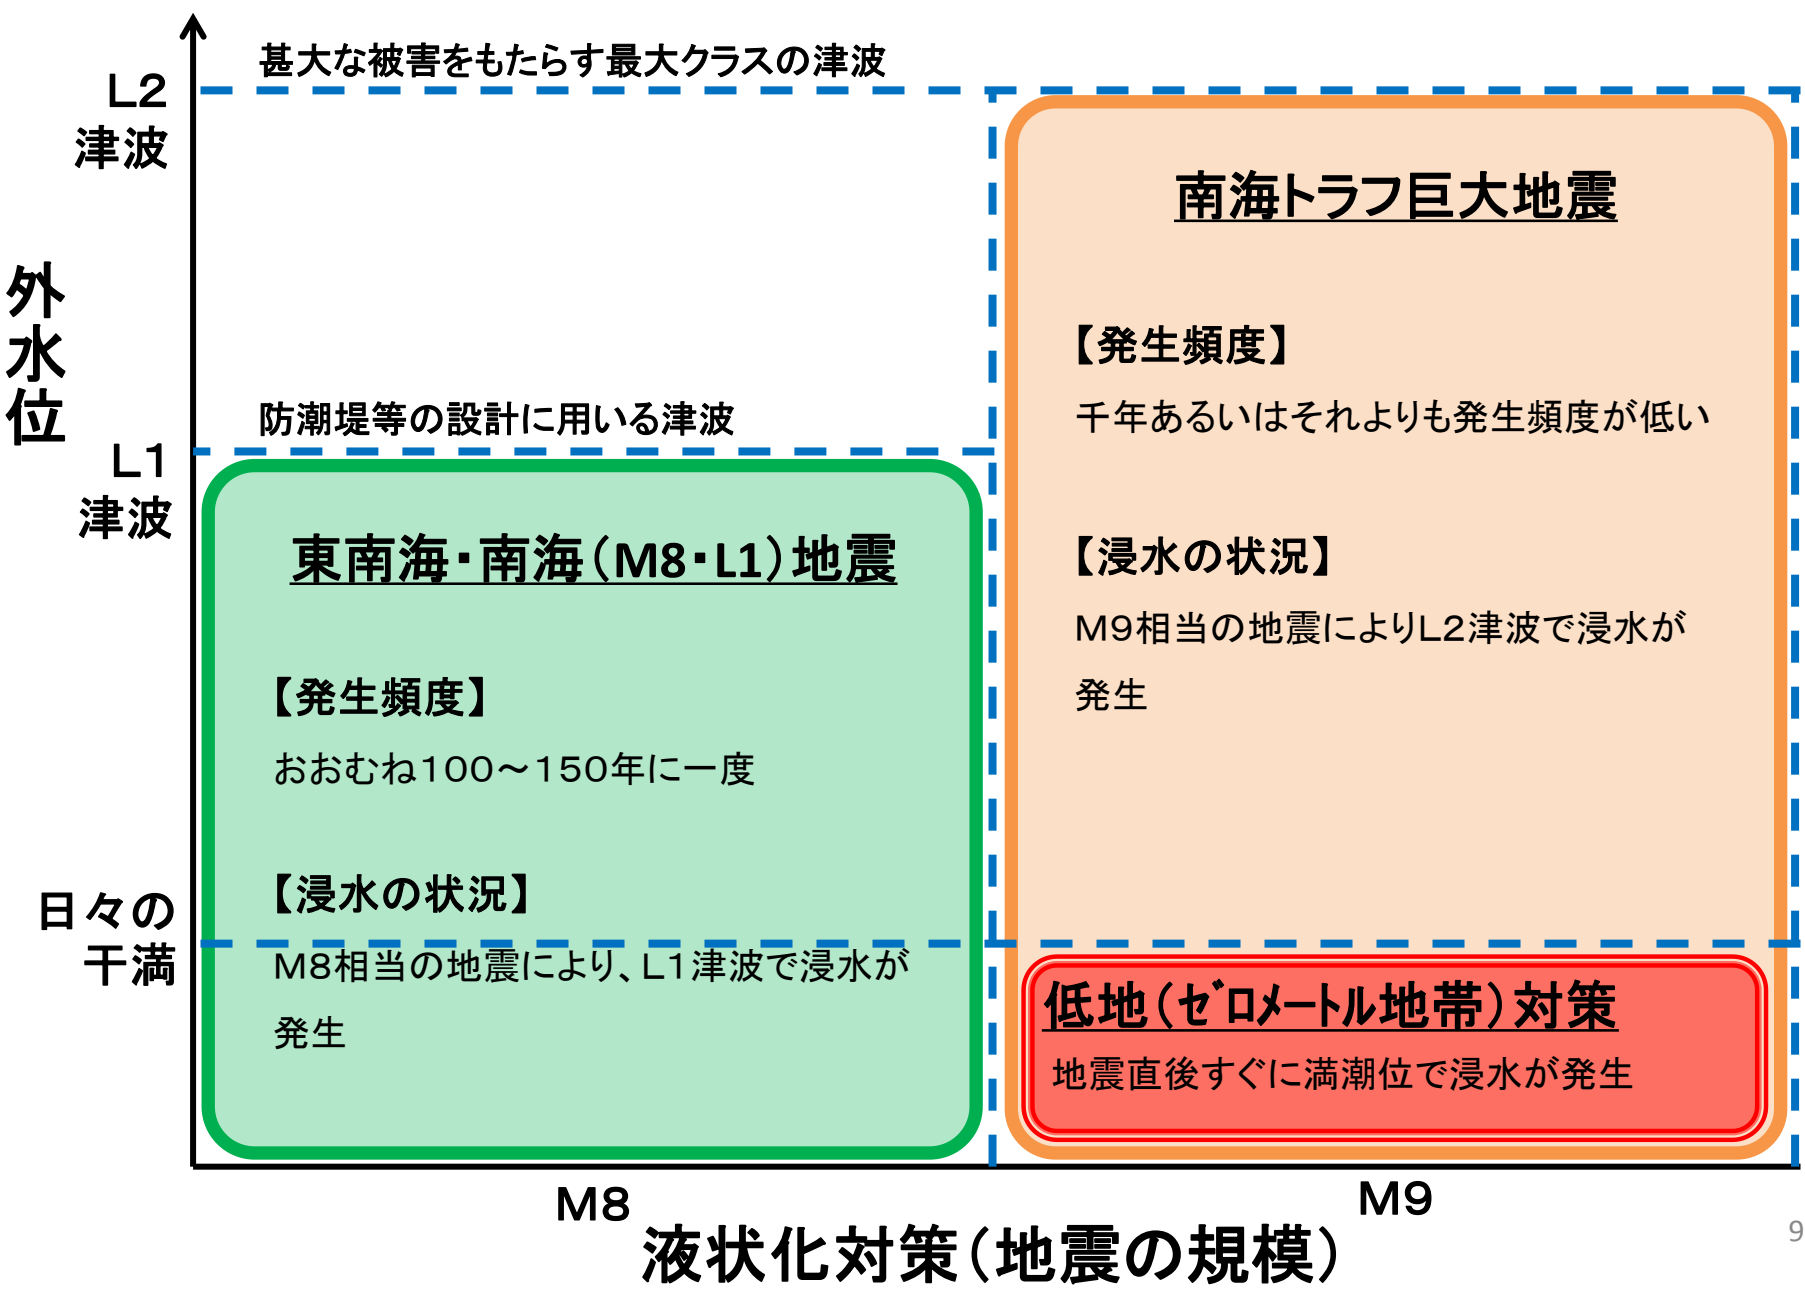 甚大な被害をもたらす最大クラスの津波
L2
津波
南海トラフ巨大地震
外水位
【発生頻度】
千年あるいはそれよりも発生頻度が低い
防潮堤等の設計に用いる津波
L1
津波
東南海・南海(M8・L1)地震
【浸水の状況】
M9相当の地震によりL2津波で浸水が
発生
【発生頻度】
おおむね100～150年に一度
【浸水の状況】
M8相当の地震により、L1津波で浸水が
発生
日々の
干満
低地(ｾﾞﾛﾒｰﾄﾙ地帯)対策
地震直後すぐに満潮位で浸水が発生
M8
M9
液状化対策(地震の規模)
9